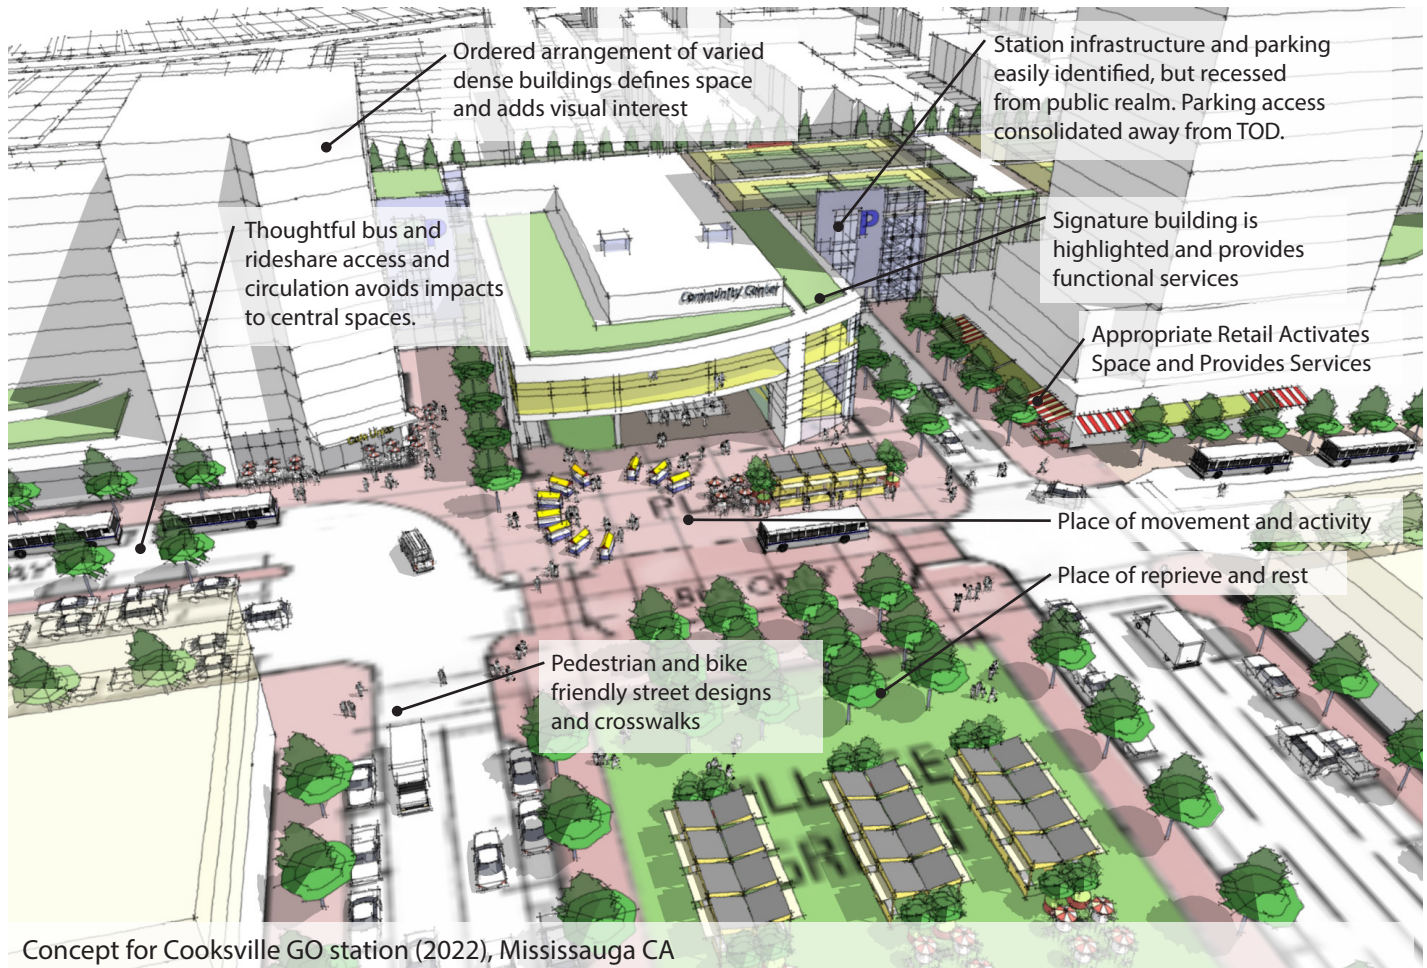 Ordered arrangement of varied
dense buildings defines space
and adds visual interest
Station infrastructure and parking
easily identified, but recessed
from public realm. Parking access
consolidated away from TOD.
Thoughtful bus and
rideshare access and
circulation avoids impacts
to central spaces.
P
P
Signature building is
highlighted and provides
functional services
Community Center
Appropriate Retail Activates
Space and Provides Services
Place of movement and activity
Place of reprieve and rest
BUS ONLY
Pedestrian and bike
friendly street designs
and crosswalks
GREEN
Concept for Cooksville GO station (2022), Mississauga CA